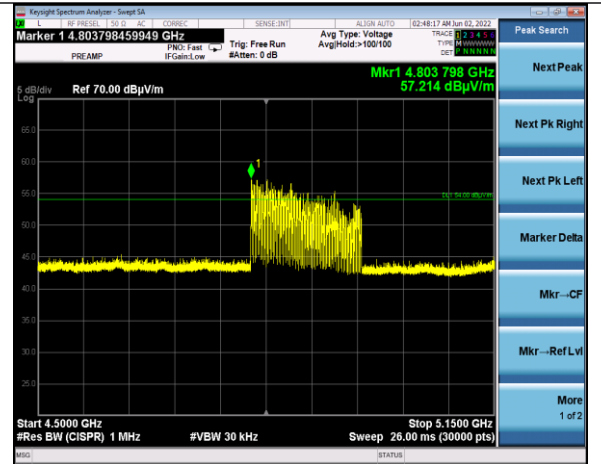 Keysight Spectrum Analyzer - Swept SA
L RF PRESEL 50 Ω AC CORREC SENSE:INT ALIGN AUTO 02:48:17 AM Jun 02, 2022
Marker 1 4.803798459949 GHz
PREAMP
PNO: Fast
IFGain:Low
Trig: Free Run
#Atten: 0 dB
Avg Type: Voltage
Avg|Hold:>100/100
TRACE 1 2 3 4 5 6
TYPE MWWWWW
DET P N N N N N
Peak Search
Mkr1 4.803 798 GHz
57.214 dBµV/m
5 dB/div Ref 70.00 dBµV/m
Log
65.0
60.0
55.0
50.0
45.0
40.0
35.0
30.0
25.0
1
DL1 54.00 dBµV/m
Start 4.5000 GHz
Stop 5.1500 GHz
#Res BW (CISPR) 1 MHz #VBW 30 kHz Sweep 26.00 ms (30000 pts)
MSG STATUS
Next Peak
Next Pk Right
Next Pk Left
Marker Delta
Mkr→CF
Mkr→Ref Lvl
More
1 of 2